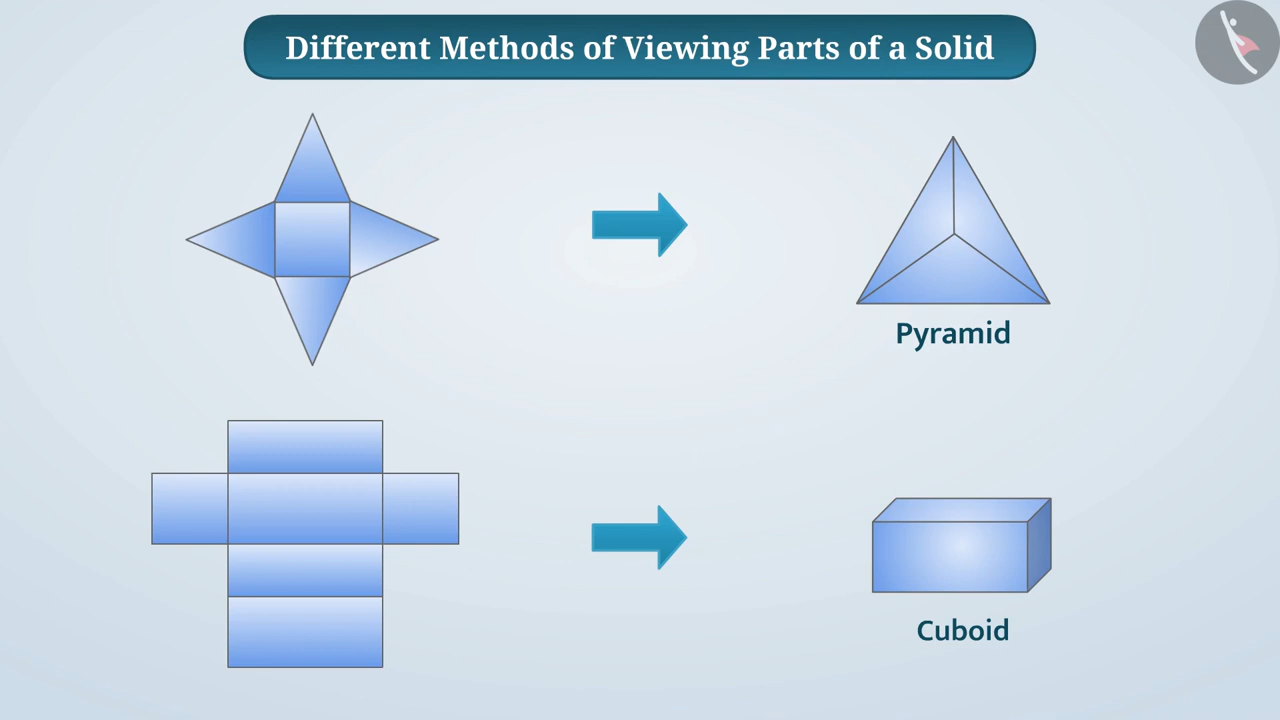 Different Methods of Viewing Parts of a Solid
Pyramid
Cuboid